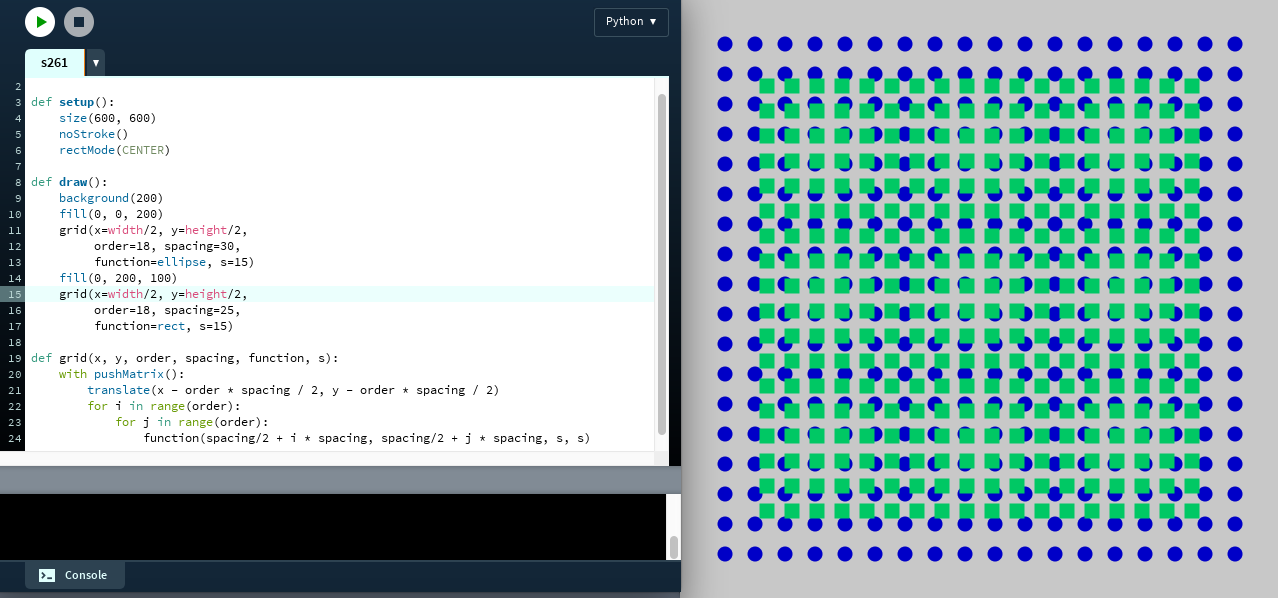 Python ▼
s261 ▼
2
3 def setup():
4     size(600, 600)
5     noStroke()
6     rectMode(CENTER)
7
8 def draw():
9     background(200)
10     fill(0, 0, 200)
11     grid(x=width/2, y=height/2,
12          order=18, spacing=30,
13          function=ellipse, s=15)
14     fill(0, 200, 100)
15     grid(x=width/2, y=height/2,
16          order=18, spacing=25,
17          function=rect, s=15)
18
19 def grid(x, y, order, spacing, function, s):
20     with pushMatrix():
21         translate(x - order * spacing / 2, y - order * spacing / 2)
22         for i in range(order):
23             for j in range(order):
24                 function(spacing/2 + i * spacing, spacing/2 + j * spacing, s, s)
Console